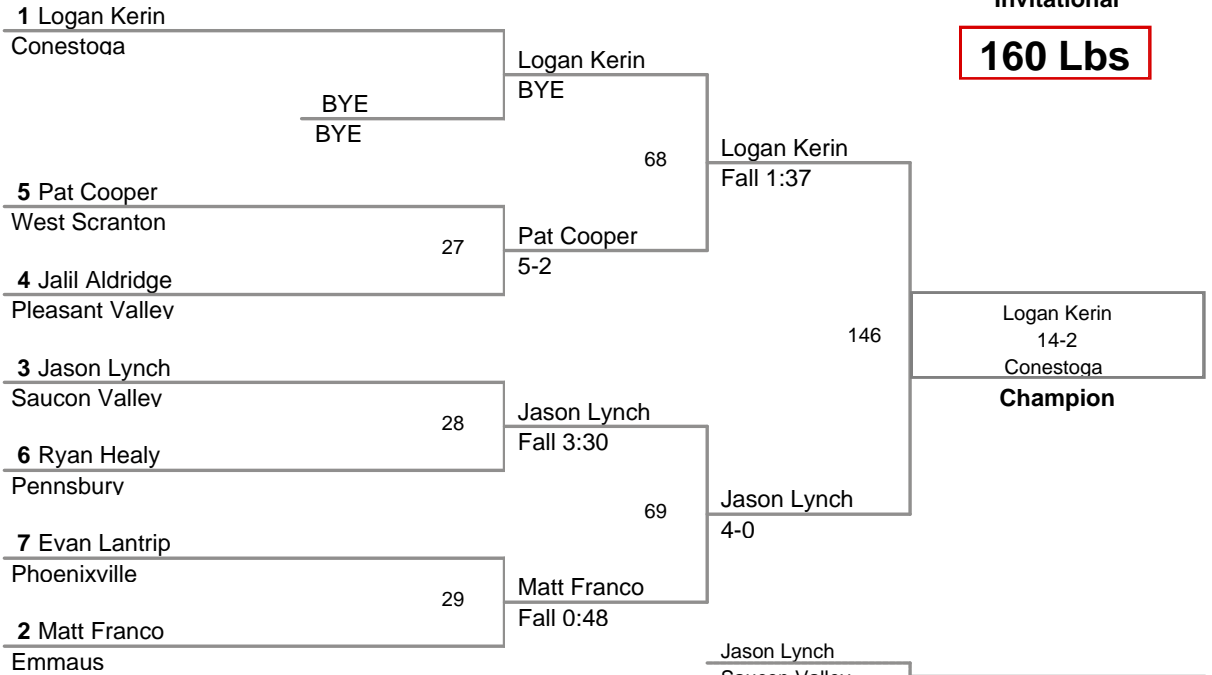 Invitational
160 Lbs
1 Logan Kerin
Conestoga
BYE
BYE
5 Pat Cooper
West Scranton
27
4 Jalil Aldridge
Pleasant Valley
3 Jason Lynch
Saucon Valley
28
6 Ryan Healy
Pennsbury
7 Evan Lantrip
Phoenixville
29
2 Matt Franco
Emmaus
Logan Kerin
BYE
68
Pat Cooper
5-2
Jason Lynch
Fall 3:30
69
Matt Franco
Fall 0:48
Logan Kerin
Fall 1:37
146
Jason Lynch
4-0
Logan Kerin
14-2
Conestoga
Champion
Jason Lynch
Saucon Valley